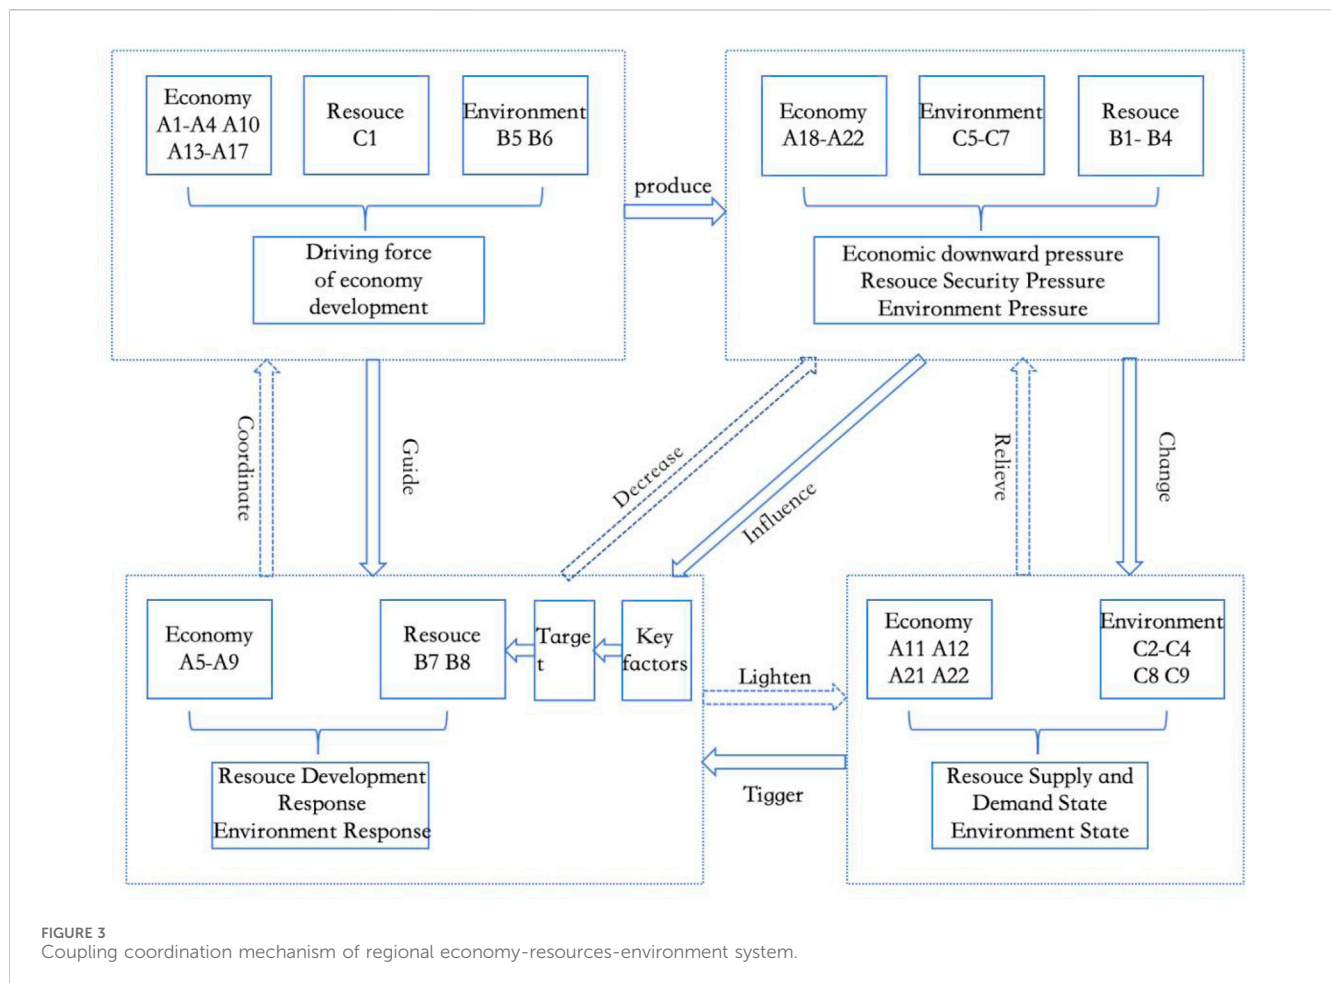 Economy
A1-A4 A10
A13-A17
Resouce
C1
Environment
B5 B6
Driving force
of economy
development
produce
Economy
A18-A22
Environment
C5-C7
Resouce
B1- B4
Economic downward pressure
Resouce Security Pressure
Environment Pressure
Coordinate
Guide
Decrease
Influence
Relieve
Change
Economy
A5-A9
Resouce
B7 B8
Targe
t
Key
factors
Resouce Development
Response
Environment Response
Lighten
Tigger
Economy
A11 A12
A21 A22
Environment
C2-C4
C8 C9
Resouce Supply and
Demand State
Environment State
FIGURE 3
Coupling coordination mechanism of regional economy-resources-environment system.